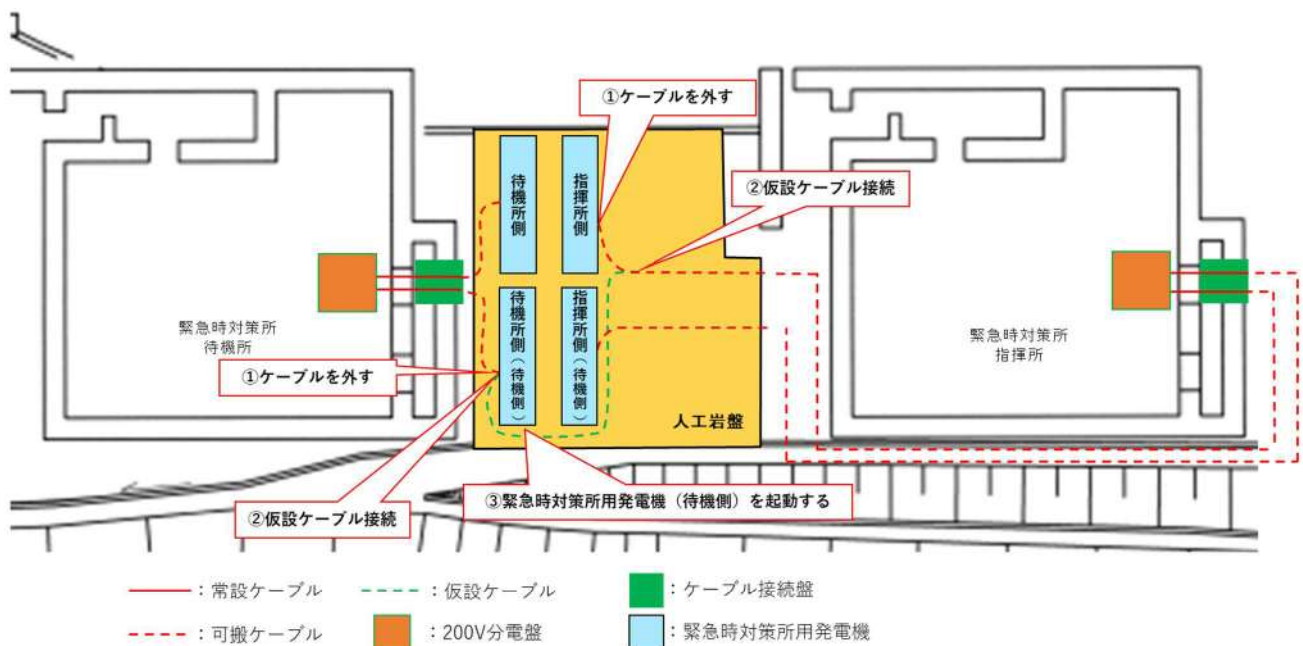 ①ケーブルを外す
②仮設ケーブル接続
待機所側
指揮所側
緊急時対策所
待機所
緊急時対策所
指揮所
待機所側（待機側）
指揮所側（待機側）
①ケーブルを外す
人工岩盤
②仮設ケーブル接続
③緊急時対策所用発電機（待機側）を起動する
：常設ケーブル
：仮設ケーブル
：ケーブル接続盤
：可搬ケーブル
：200V分電盤
：緊急時対策所用発電機